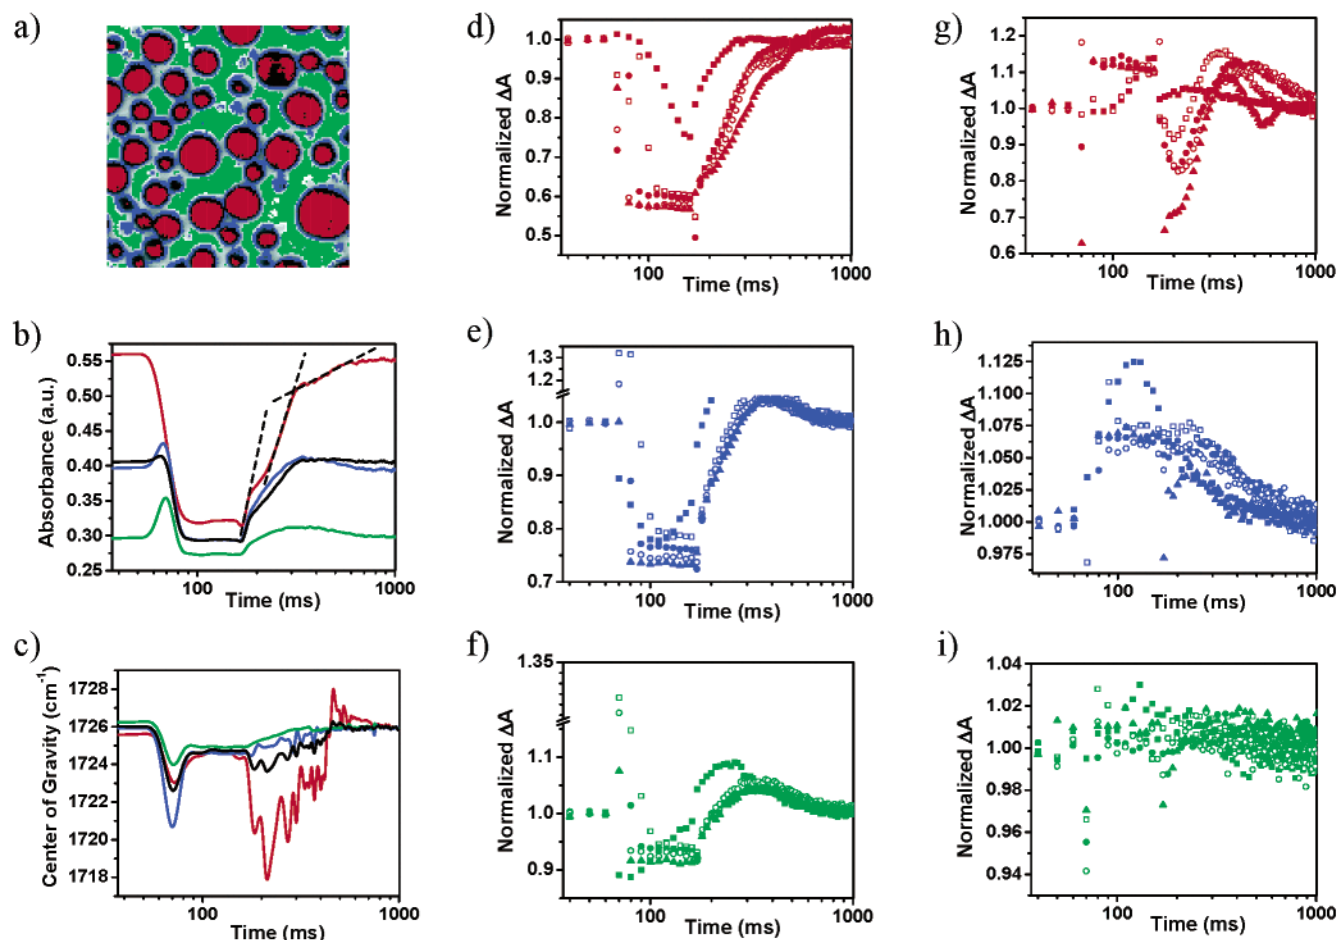 a)
b)
0.55
0.50
0.45
0.40
0.35
0.30
0.25
Absorbance (a.u.)
100
1000
Time (ms)
c)
1728
1726
1724
1722
1720
1718
Center of Gravity (cm⁻¹)
100
1000
Time (ms)
d)
1.0
0.9
0.8
0.7
0.6
0.5
Normalized ΔA
100
1000
Time (ms)
e)
1.3
1.2
1.0
0.9
0.8
0.7
Normalized ΔA
100
1000
Time (ms)
f)
1.35
1.10
1.0
0.9
Normalized ΔA
100
1000
Time (ms)
g)
1.2
1.1
1.0
0.9
0.8
0.7
0.6
Normalized ΔA
100
1000
Time (ms)
h)
1.125
1.100
1.075
1.050
1.025
1.000
0.975
Normalized ΔA
100
1000
Time (ms)
i)
1.04
1.02
1.00
0.98
0.96
0.94
Normalized ΔA
100
1000
Time (ms)